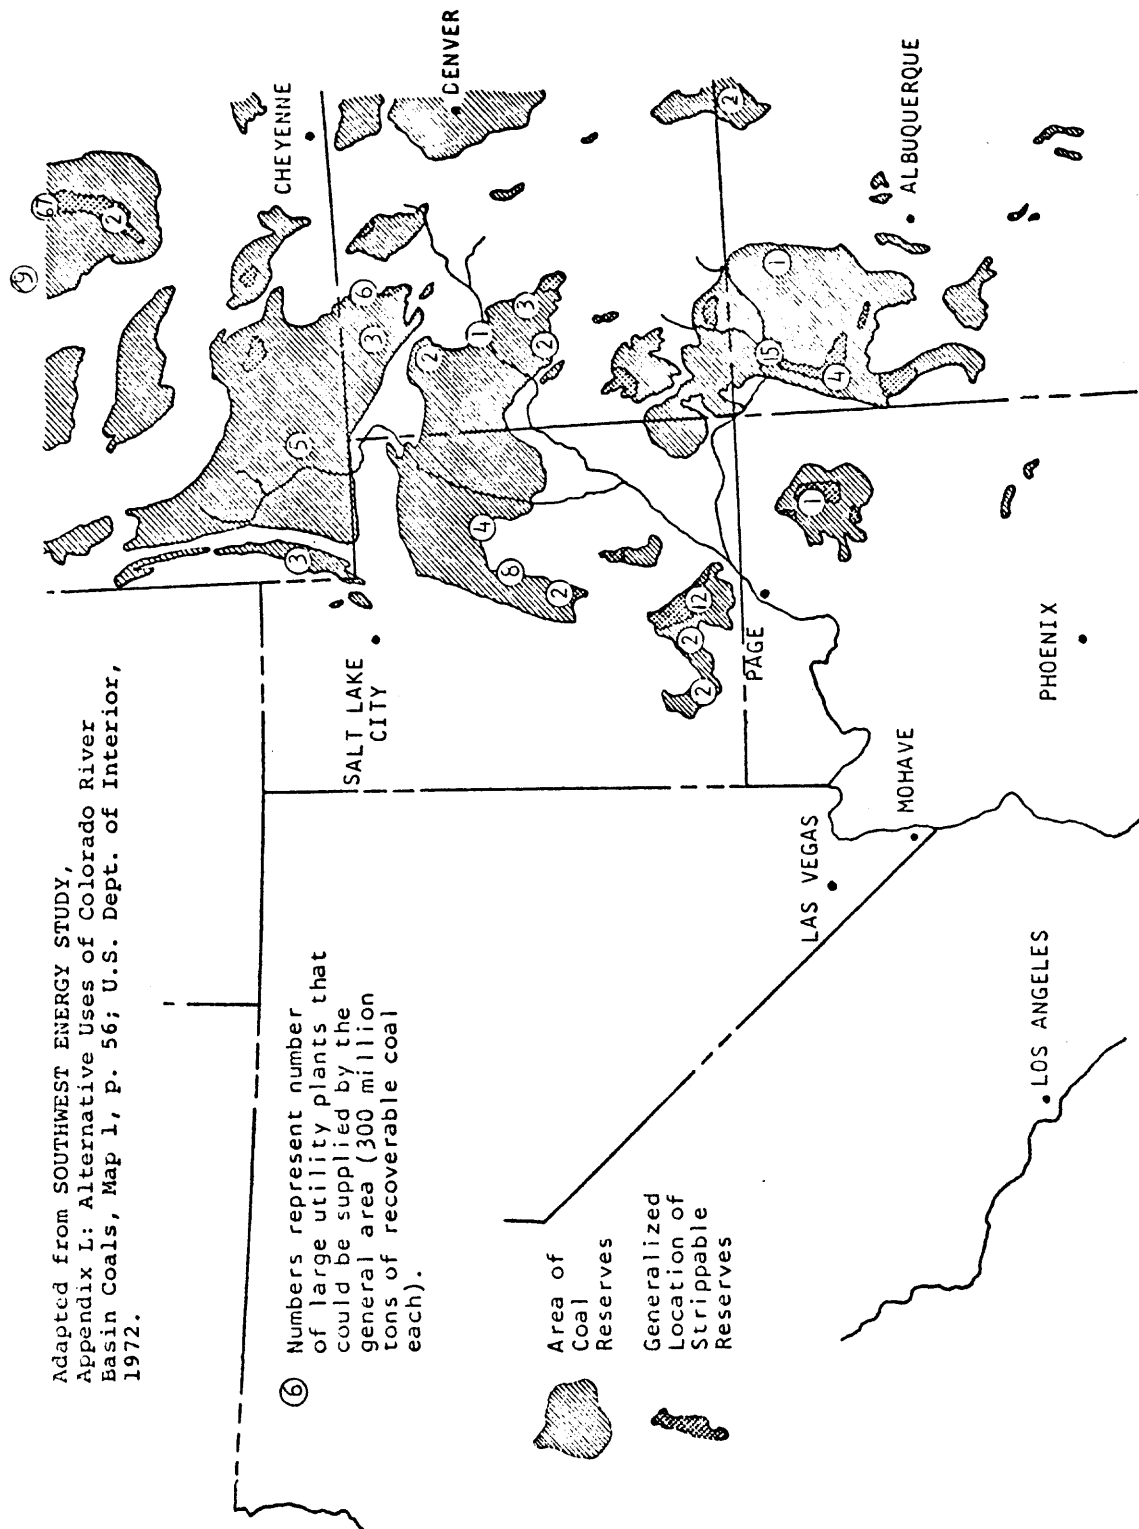 Adapted from SOUTHWEST ENERGY STUDY,
Appendix L: Alternative Uses of Colorado River
Basin Coals, Map 1, p. 56; U.S. Dept. of Interior,
1972.
6
Numbers represent number
of large utility plants that
could be supplied by the
general area (300 million
tons of recoverable coal
each).
Area of
Coal
Reserves
Generalized
Location of
Strippable
Reserves
SALT LAKE
CITY
CHEYENNE
DENVER
ALBUQUERQUE
PAGE
PHOENIX
MOHAVE
LAS VEGAS
LOS ANGELES
67
2
3
5
3
6
2
1
3
2
4
8
2
12
2
2
2
1
15
4
1